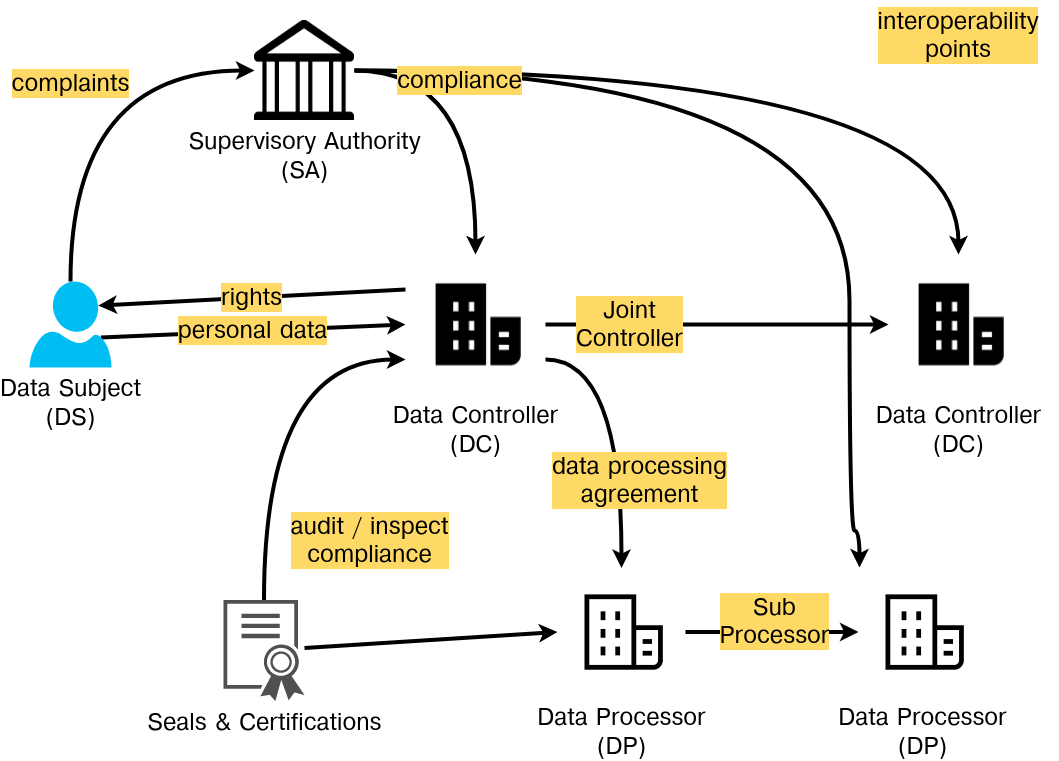 interoperability
points
complaints
compliance
Supervisory Authority
(SA)
rights
personal data
Joint
Controller
Data Subject
(DS)
Data Controller
(DC)
Data Controller
(DC)
data processing
agreement
audit / inspect
compliance
Sub
Processor
Seals & Certifications
Data Processor
(DP)
Data Processor
(DP)